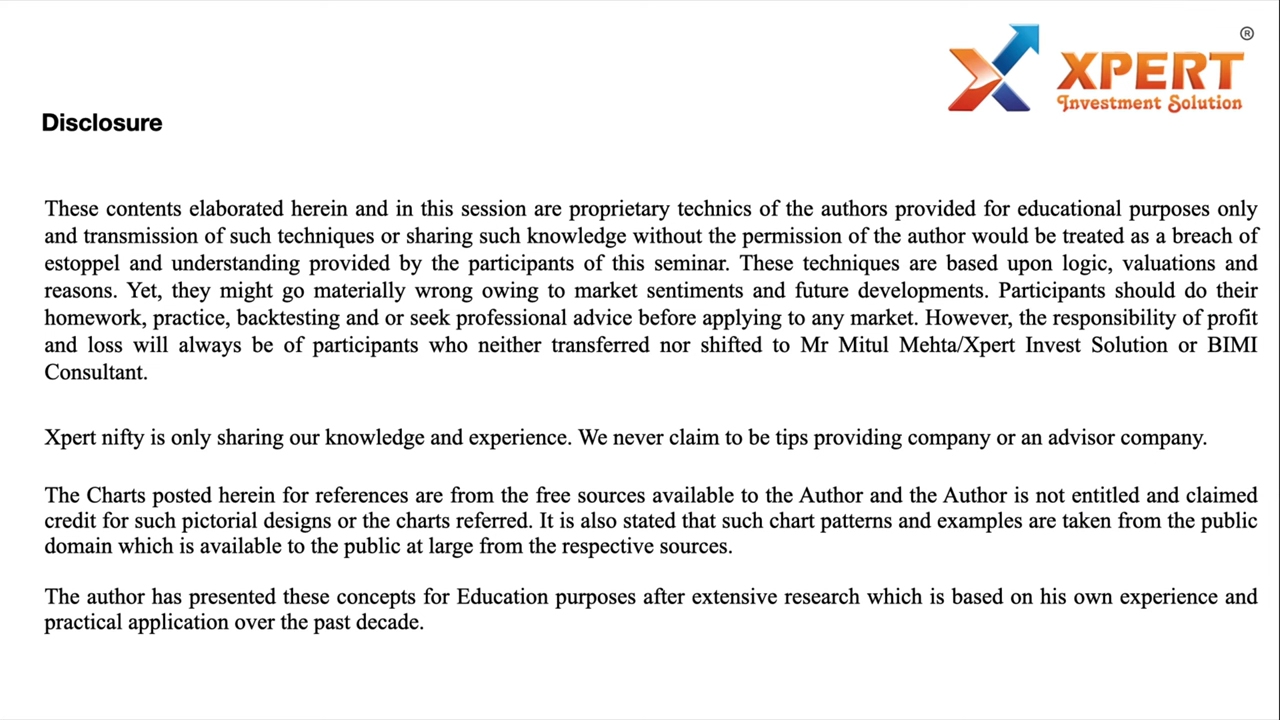 ®
XPERT
Investment Solution
Disclosure
These contents elaborated herein and in this session are proprietary technics of the authors provided for educational purposes only
and transmission of such techniques or sharing such knowledge without the permission of the author would be treated as a breach of
estoppel and understanding provided by the participants of this seminar. These techniques are based upon logic, valuations and
reasons. Yet, they might go materially wrong owing to market sentiments and future developments. Participants should do their
homework, practice, backtesting and or seek professional advice before applying to any market. However, the responsibility of profit
and loss will always be of participants who neither transferred nor shifted to Mr Mitul Mehta/Xpert Invest Solution or BIMI
Consultant.
Xpert nifty is only sharing our knowledge and experience. We never claim to be tips providing company or an advisor company.
The Charts posted herein for references are from the free sources available to the Author and the Author is not entitled and claimed
credit for such pictorial designs or the charts referred. It is also stated that such chart patterns and examples are taken from the public
domain which is available to the public at large from the respective sources.
The author has presented these concepts for Education purposes after extensive research which is based on his own experience and
practical application over the past decade.